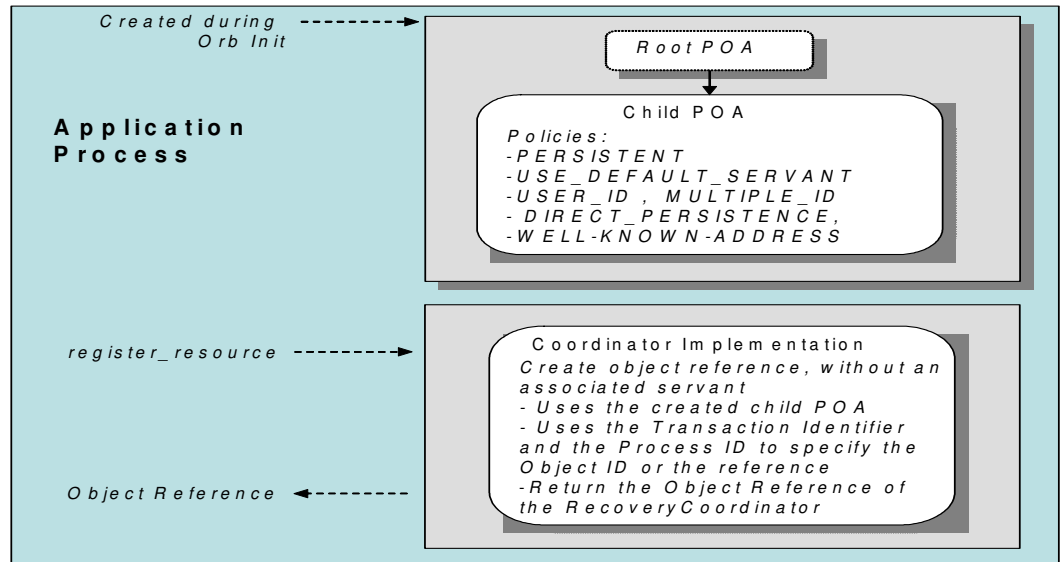 Created during
Orb Init
Root POA
Application
Process
Child POA
Policies:
-PERSISTENT
-USE_DEFAULT_SERVANT
-USER_ID , MULTIPLE_ID
- DIRECT_PERSISTENCE,
-WELL-KNOWN-ADDRESS
register_resource
Coordinator Implementation
Create object reference, without an
associated servant
- Uses the created child POA
- Uses the Transaction Identifier
and the Process ID to specify the
Object ID or the reference
-Return the Object Reference of
the RecoveryCoordinator
Object Reference